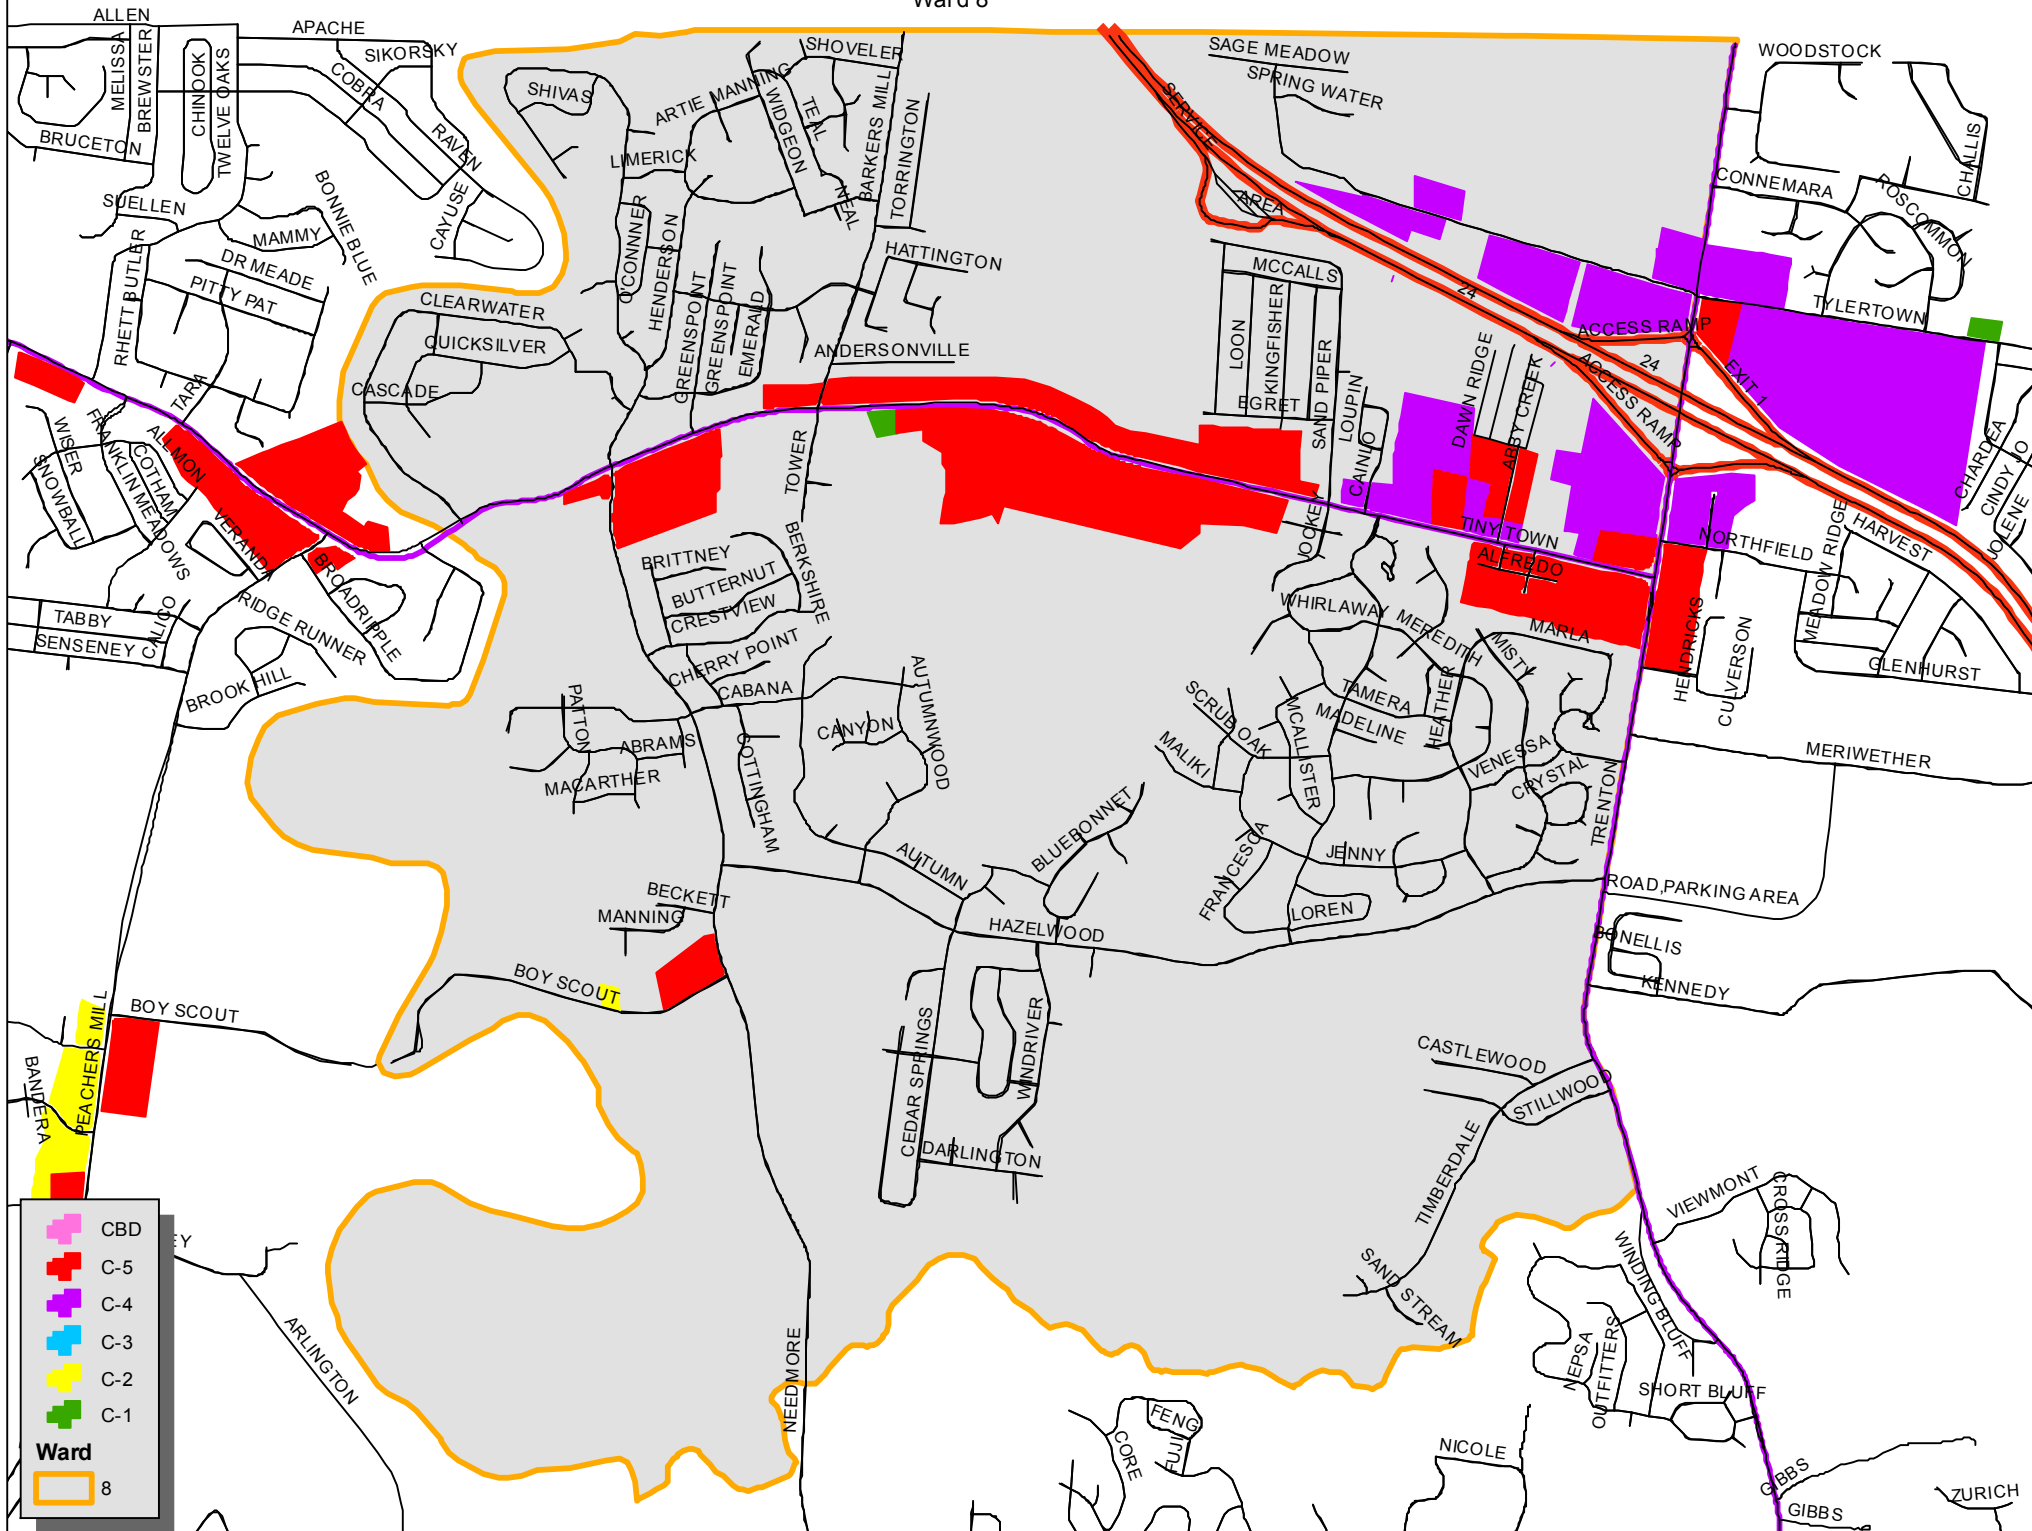 Ward 8
ALLEN
APACHE
SIKORSKY
MELISSA
BREWSTER
CHINOOK
TWELVE OAKS
COBRA
RAVEN
BRUCETON
CAYUSE
SUELLEN
MAMMY
BONNIE BLUE
RHETT BUTLER
DR MEADE
PITTY PAT
TARA
SHOVELER
SHIVAS
ARTIE MANNING
WIDGEON
TEAL
BARKERS MILL
TORRINGTON
LIMERICK
NEAL
O'CONNNER
HENDERSON
GREENSPOINT
GREENSPOINT
EMERALD
HATTINGTON
ANDERSONVILLE
CLEARWATER
QUICKSILVER
CASCADE
SAGE MEADOW
SPRING WATER
SERVICE
AREA
WOODSTOCK
CHALLIS
CONNEMARA
ROSCOMMON
TYLERTOWN
MCCALLS
LOON
KINGFISHER
SAND PIPER
EGRET
LOUPIN
CAINLO
24
ACCESS RAMP
24
ACCESS RAMP
EXIT 1
DAWN RIDGE
ABBY CREEK
CHARDEA
CINDY JO
JOLENE
WISER
SNOWBALL
FRANKLIN MEADOWS
COTHAM
ALLMON
VERANDA
BROADRIPPLE
RIDGE RUNNER
TABBY
SENSENEY
CALICO
BROOK HILL
TOWER
BERKSHIRE
BRITTNEY
BUTTERNUT
CRESTVIEW
CHERRY POINT
CABANA
JOCKEY
TINY TOWN
ALFREDO
NORTHFIELD
HARVEST
MEADOW RIDGE
HENDRICKS
CULVERSON
GLENHURST
MERIWETHER
WHIRLAWAY
MEREDITH
MISTY
MARLA
TAMERA
MADELINE
HEATHER
SCRUB OAK
MALIKI
MCALLISTER
VENESSA
CRYSTAL
TRENTON
FRANCESCA
JENNY
LOREN
PATTON
ABRAMS
MACARTHER
COTTINGHAM
CANYON
AUTUMNWOOD
AUTUMN
BLUEBONNET
HAZELWOOD
BECKETT
MANNING
BOY SCOUT
ROAD,PARKING AREA
BONELLIS
KENNEDY
PEACHERS MILL
BOY SCOUT
BANDERA
CEDAR SPRINGS
WINDRIVER
DARLINGTON
CASTLEWOOD
STILLWOOD
TIMBERDALE
SAND STREAM
VIEWMONT
CROSS RIDGE
WINDING BLUFF
NEPSA
OUTFITTERS
SHORT BLUFF
EY
ARLINGTON
NEEDMORE
FENG
FUJI
CORE
NICOLE
GIBBS
GIBBS
ZURICH
CBD
C-5
C-4
C-3
C-2
C-1
Ward
8